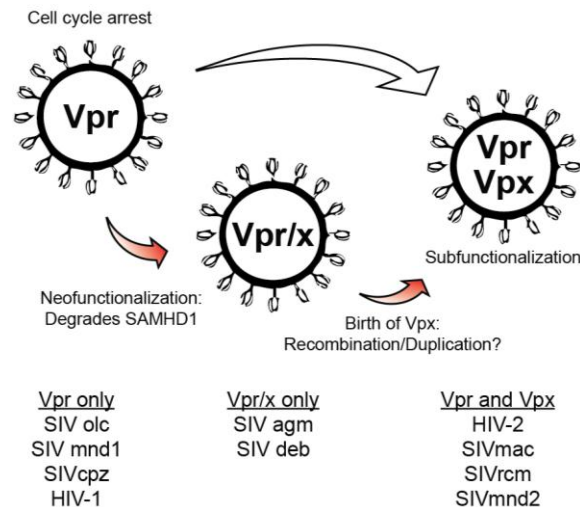 Cell cycle arrest
Vpr
Vpr
Vpx
Vpr/x
Subfunctionalization
Neofunctionalization:
Degrades SAMHD1
Birth of Vpx:
Recombination/Duplication?
Vpr only
SIV olc
SIV mnd1
SIVcpz
HIV-1
Vpr/x only
SIV agm
SIV deb
Vpr and Vpx
HIV-2
SIVmac
SIVrcm
SIVmnd2